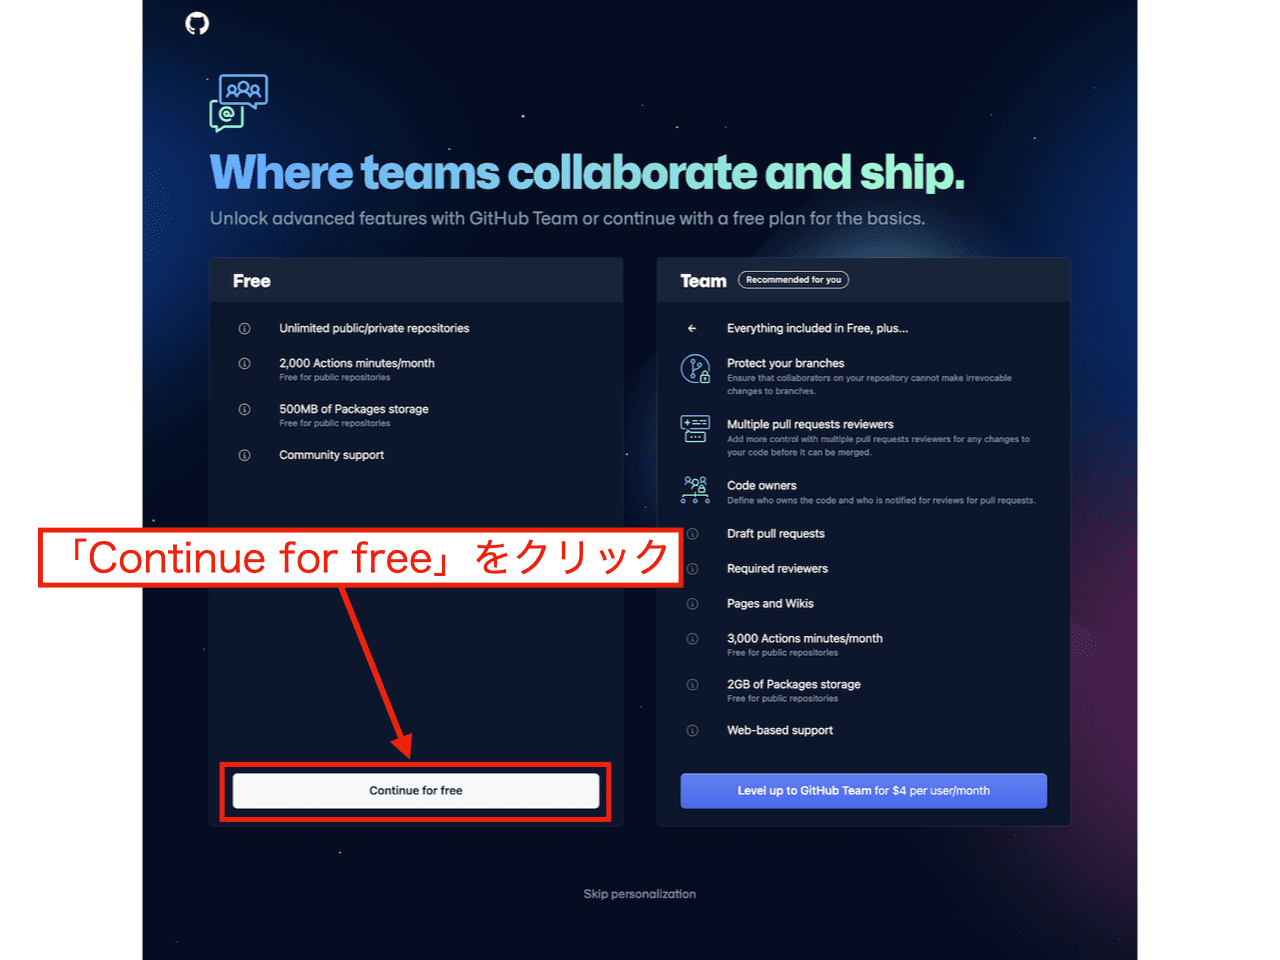 Where teams collaborate and ship.
Unlock advanced features with GitHub Team or continue with a free plan for the basics.
Free
Unlimited public/private repositories
2,000 Actions minutes/month
Free for public repositories
500MB of Packages storage
Free for public repositories
Community support
「Continue for free」をクリック
Continue for free
Team
Recommended for you
Everything included in Free, plus...
Protect your branches
Ensure that collaborators on your repository cannot make irrevocable
changes to branches.
Multiple pull requests reviewers
Add more control with multiple pull requests reviewers for any changes to
your code before it can be merged.
Code owners
Define who owns the code and who is notified for reviews for pull requests.
Draft pull requests
Required reviewers
Pages and Wikis
3,000 Actions minutes/month
Free for public repositories
2GB of Packages storage
Free for public repositories
Web-based support
Level up to GitHub Team for $4 per user/month
Skip personalization